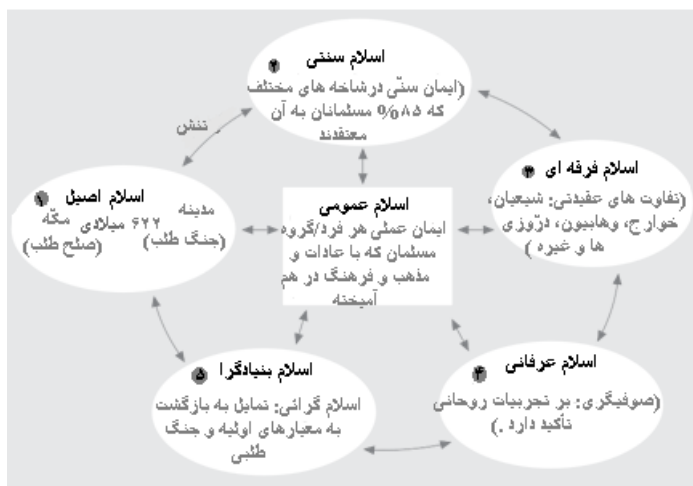 اسلام سنتی
۲
(ایمان سنّی درشاخه های مختلف
که ۸۵% مسلمانان به آن
معتقدند
تنش
اسلام فرقه ای
۳
(تفاوت های عقیدتی: شیعیان،
خوارج، وهابیون، درّوزی
ها و غیره )
اسلام اصیل
۱
مدینه ۶۲۲ میلادی مکّه
(جنگ طلب) (صلح طلب)
اسلام عمومی
ایمان عملی هر فرد/گروه
مسلمان که با عادات و
مذهب و فرهنگ در هم
آمیخته
اسلام عرفانی
۴
(صوفیگری: بر تجربیات روحانی
تأکید دارد .)
اسلام بنیادگرا
۵
اسلام گرائی: تمایل به بازگشت
به معیارهای اولیه و جنگ
طلبی